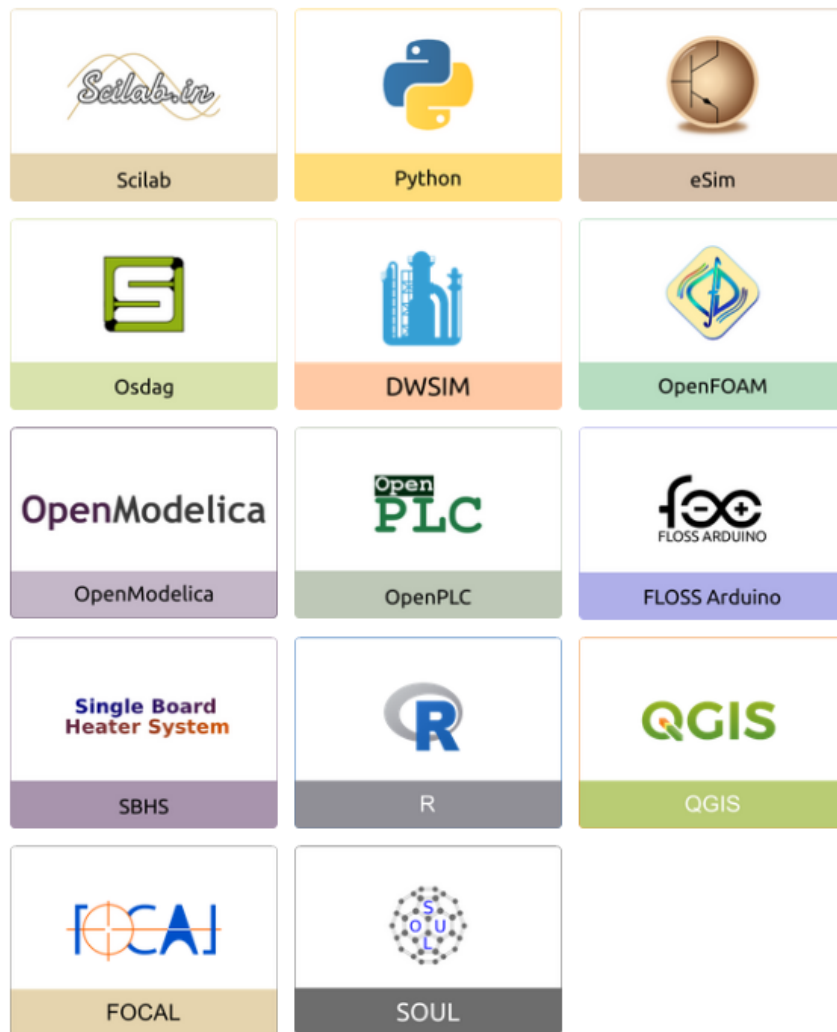 Scilab.in
Scilab
Python
eSim
Osdag
DWSIM
OpenFOAM
OpenModelica
OpenModelica
Open
PLC
OpenPLC
foc
FLOSS ARDUINO
FLOSS Arduino
Single Board
Heater System
SBHS
R
R
QGIS
QGIS
FOCAL
FOCAL
S
O U
L
SOUL